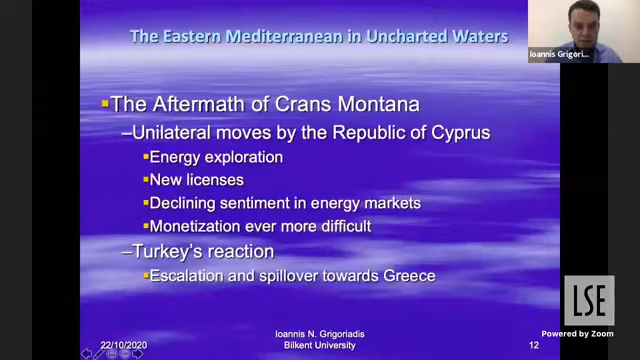 The Eastern Mediterranean in Uncharted Waters
Ioannis Grigori...
The Aftermath of Crans Montana
–Unilateral moves by the Republic of Cyprus
Energy exploration
New licenses
Declining sentiment in energy markets
Monetization ever more difficult
–Turkey's reaction
Escalation and spillover towards Greece
LSE
Powered by Zoom
22/10/2020
Ioannis N. Grigoriadis
Bilkent University
12